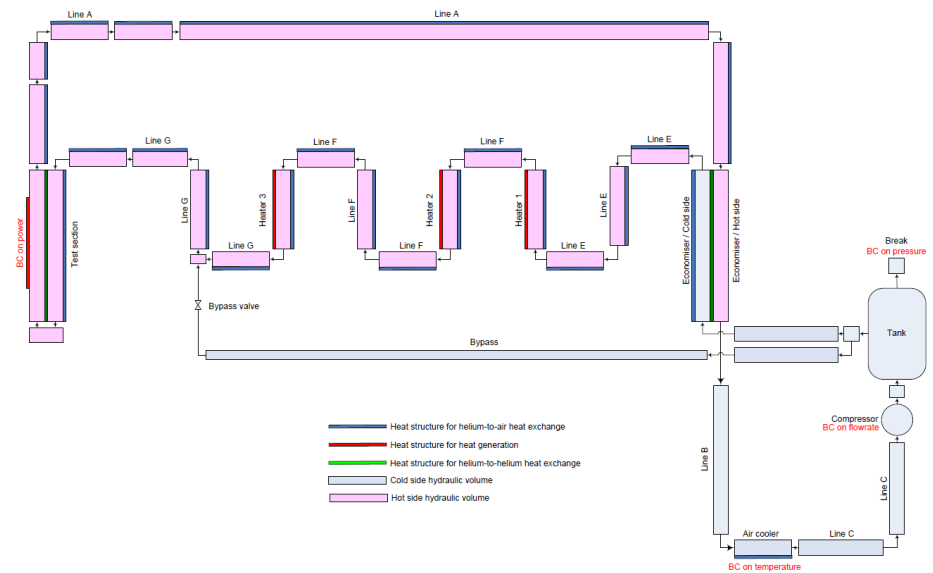 Line A
Line A
Line G
Line F
Line F
Line E
BC on power
Test section
Line G
Heater 3
Line F
Heater 2
Heater 1
Line E
Economiser / Cold side
Economiser / Hot side
Break
BC on pressure
Line G
Line F
Line E
Bypass valve
Tank
Bypass
Compressor
BC on flowrate
Heat structure for helium-to-air heat exchange
Heat structure for heat generation
Heat structure for helium-to-helium heat exchange
Cold side hydraulic volume
Hot side hydraulic volume
Line B
Line C
Air cooler
Line C
BC on temperature